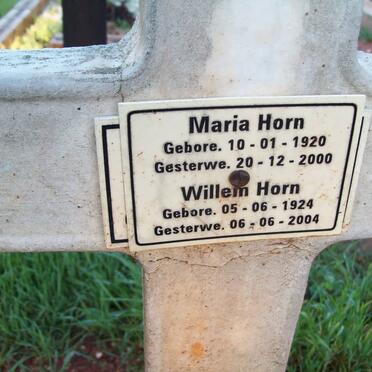 Maria Horn
Gebore. 10 - 01 - 1920
Gesterwe. 20 - 12 - 2000
Willem Horn
Gebore. 05 - 06 - 1924
Gesterwe. 06 - 06 - 2004